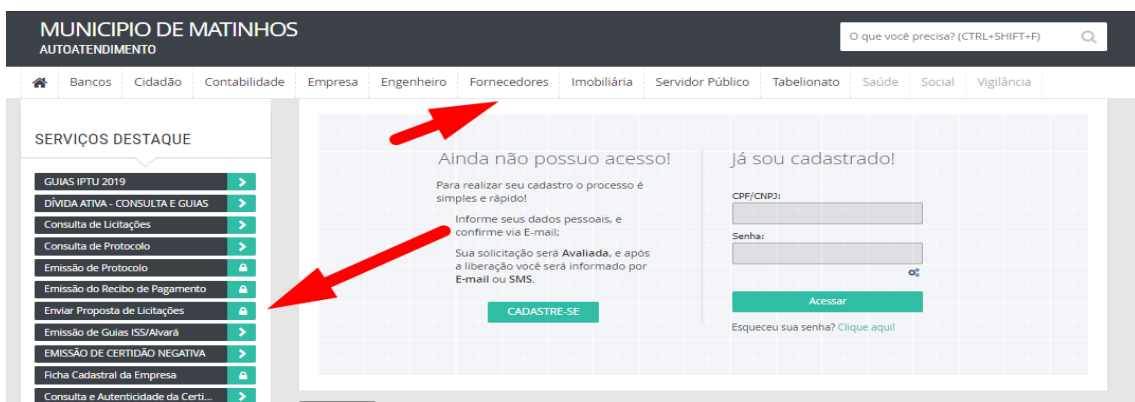 MUNICIPIO DE MATINHOS
AUTOATENDIMENTO
O que você precisa? (CTRL+SHIFT+F)
Bancos Cidadão Contabilidade Empresa Engenheiro Fornecedores Imobiliária Servidor Público Tabelionato Saúde Social Vigilância
SERVIÇOS DESTAQUE
GUIAS IPTU 2019
DÍVIDA ATIVA - CONSULTA E GUIAS
Consulta de Licitações
Consulta de Protocolo
Emissão de Protocolo
Emissão do Recibo de Pagamento
Enviar Proposta de Licitações
Emissão de Guias ISS/Alvará
EMISSÃO DE CERTIDÃO NEGATIVA
Ficha Cadastral da Empresa
Consulta e Autenticidade da Certi...
Ainda não possuo acesso!
Para realizar seu cadastro o processo é
simples e rápido!
Informe seus dados pessoais, e
confirme via E-mail;
Sua solicitação será Avaliada, e após
a liberação você será informado por
E-mail ou SMS.
CADASTRE-SE
Já sou cadastrado!
CPF/CNPJ:
Senha:
Acessar
Esqueceu sua senha? Clique aqui!